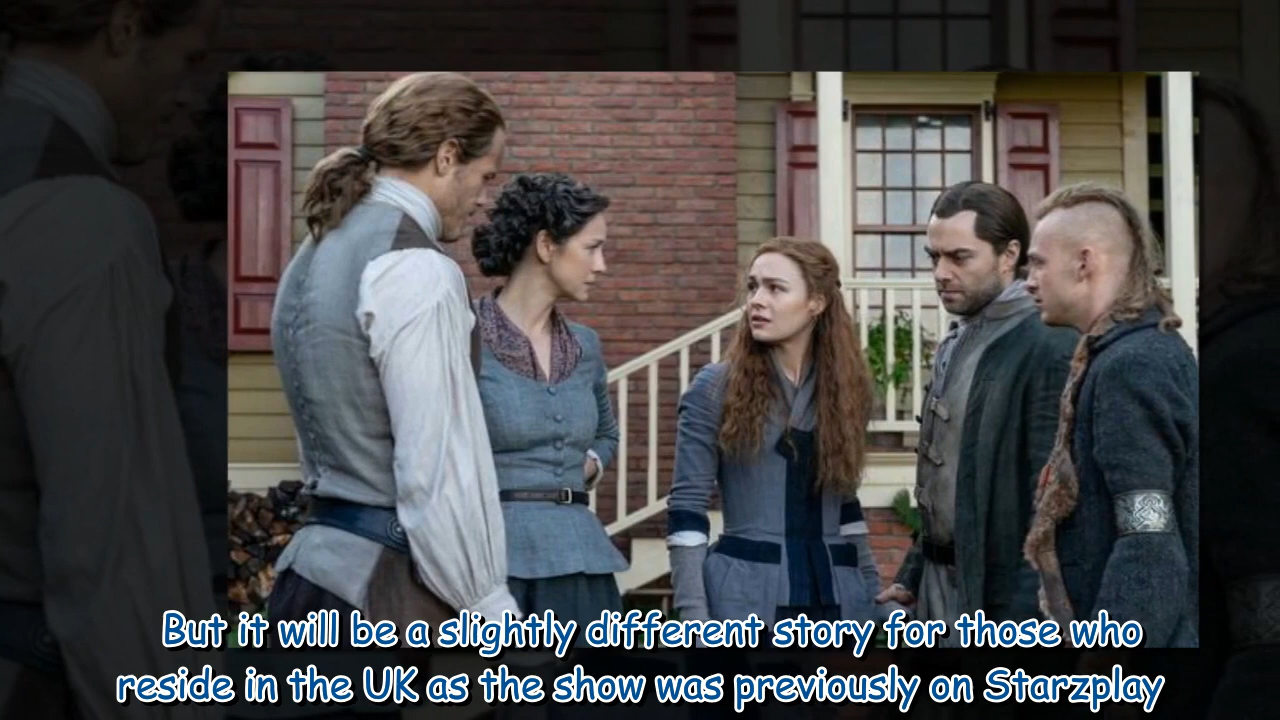 But it will be a slightly different story for those who
reside in the UK as the show was previously on Starzplay